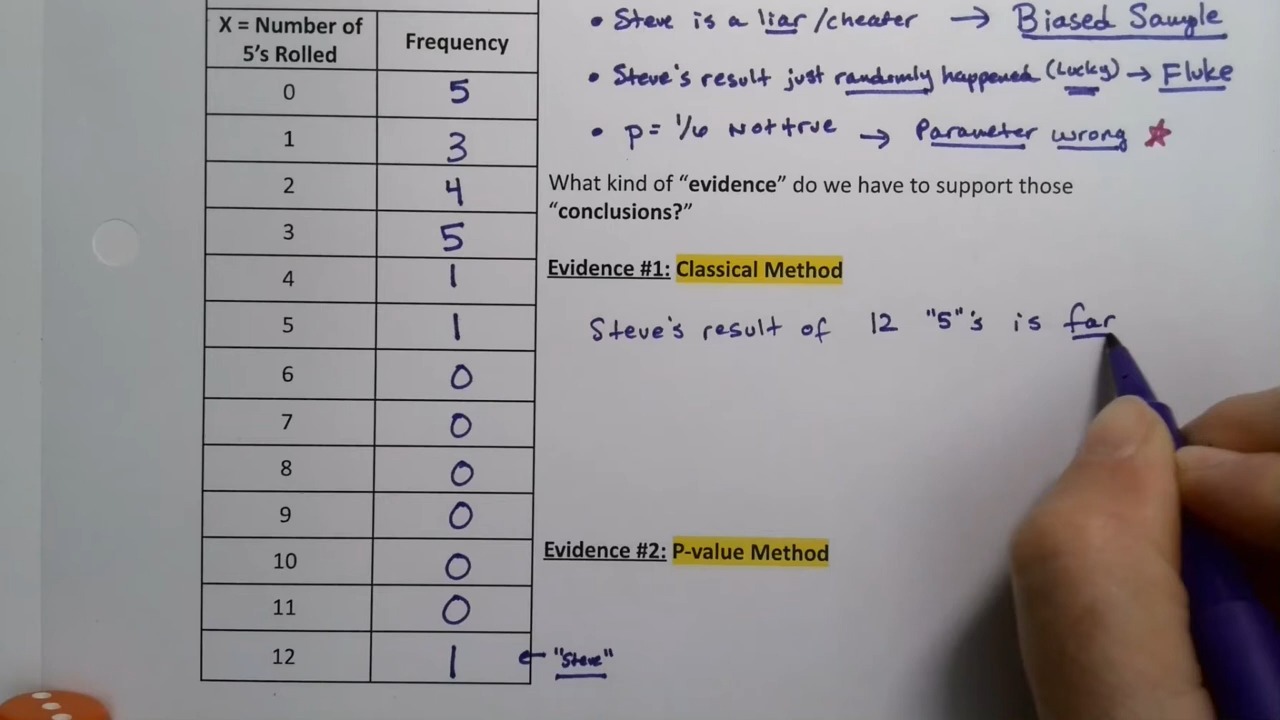 X = Number of 5's Rolled Frequency
0 5
1 3
2 4
3 5
4 1
5 1
6 0
7 0
8 0
9 0
10 0
11 0
12 1 ← "Steve"
• Steve is a liar/cheater → Biased Sample
• Steve's result just randomly happened (Lucky) → Fluke
• p = 1/6 Not true → Parameter wrong
What kind of “evidence” do we have to support those
“conclusions?”
Evidence #1: Classical Method
Steve's result of 12 "5"'s is far
Evidence #2: P-value Method